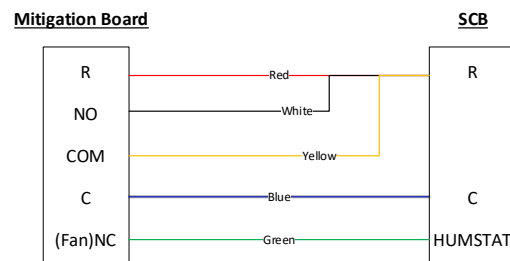 Mitigation Board
SCB
R
Red
R
NO
White
COM
Yellow
C
Blue
C
(Fan)NC
Green
HUMSTAT